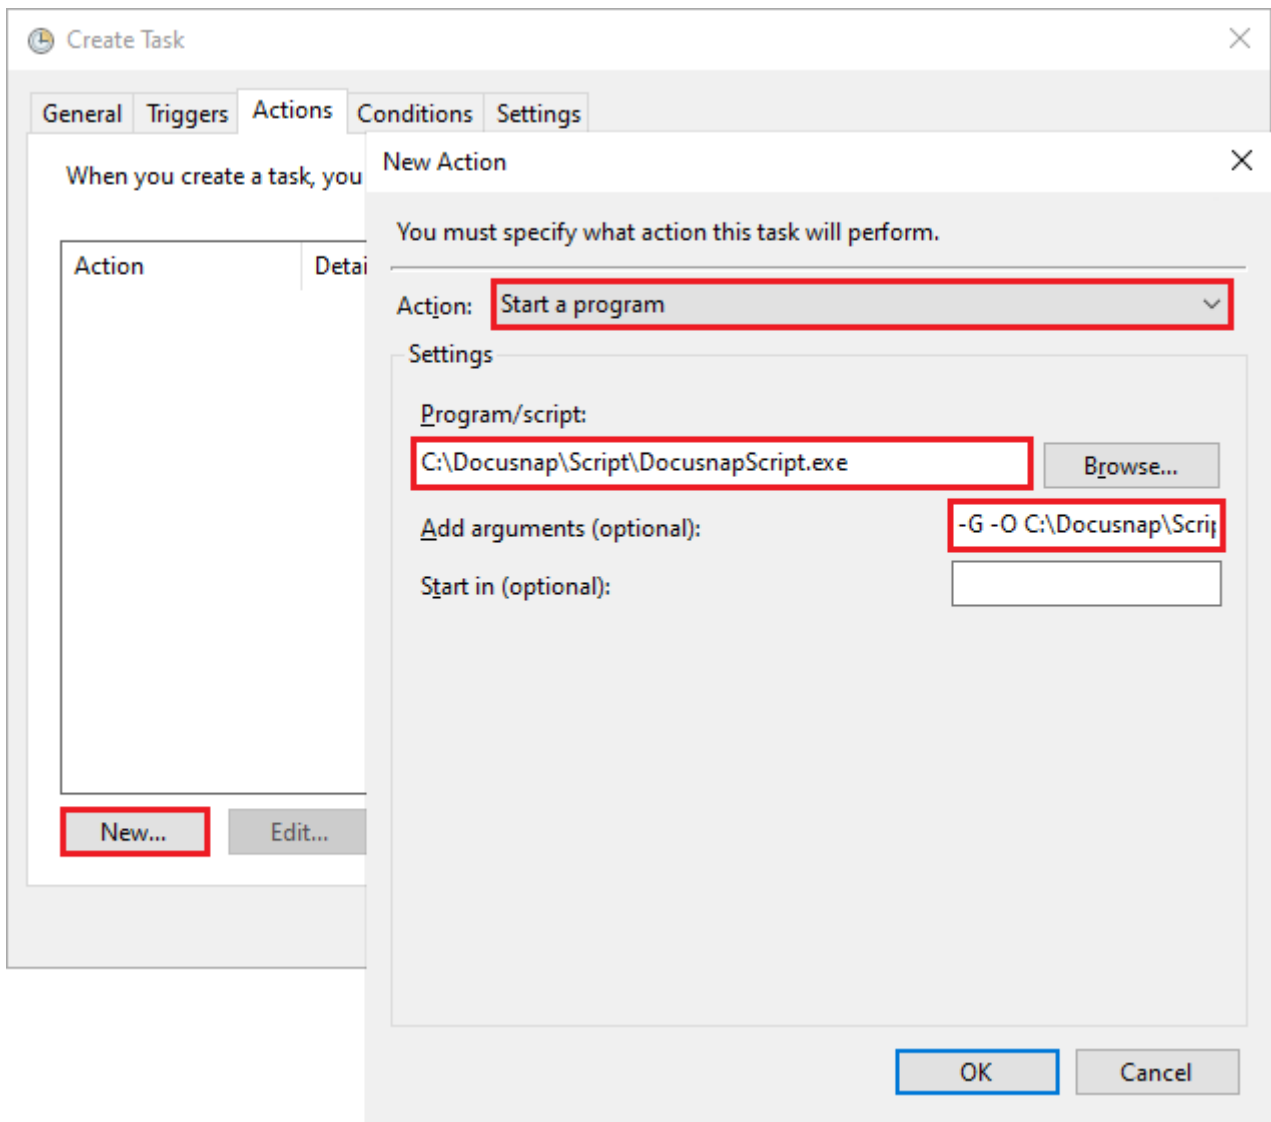 Create Task
General Triggers Actions Conditions Settings
When you create a task, you
Action Detai
New... Edit...
New Action
You must specify what action this task will perform.
Action: Start a program
Settings
Program/script:
C:\Docusnap\Script\DocusnapScript.exe Browse...
Add arguments (optional): -G -O C:\Docusnap\Scrip
Start in (optional):
OK Cancel